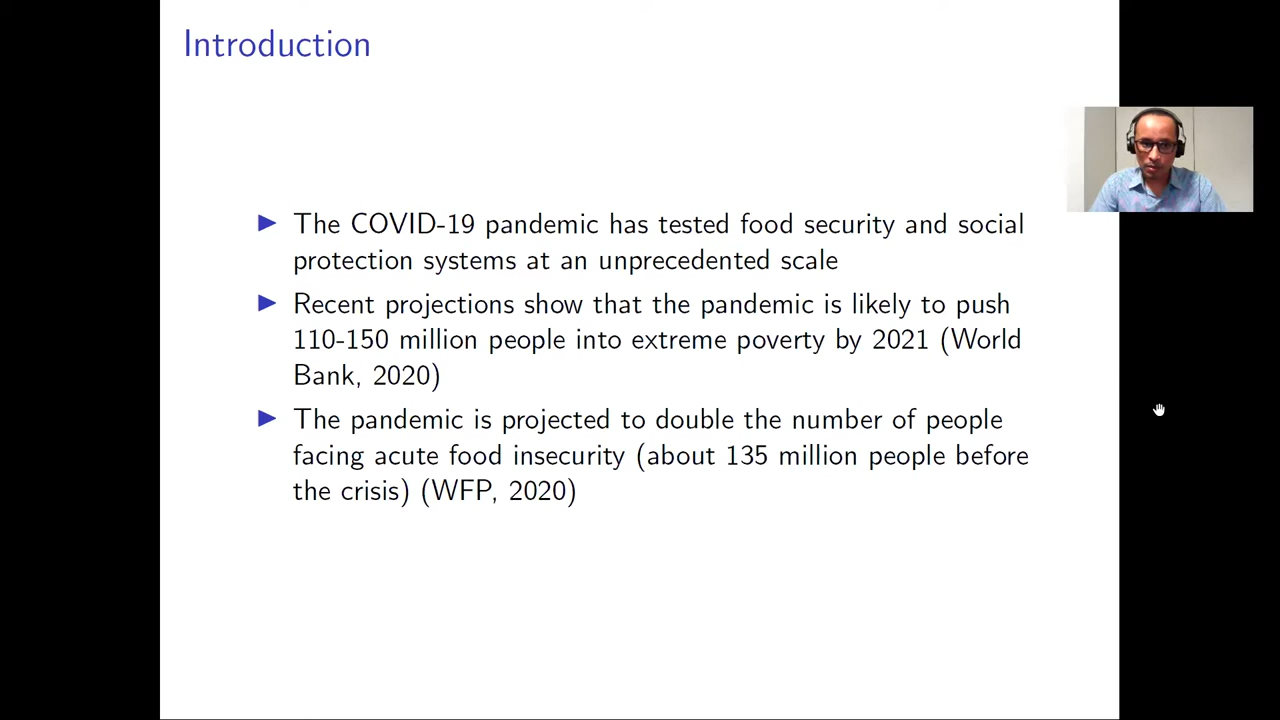 Introduction
The COVID-19 pandemic has tested food security and social
protection systems at an unprecedented scale
Recent projections show that the pandemic is likely to push
110-150 million people into extreme poverty by 2021 (World
Bank, 2020)
The pandemic is projected to double the number of people
facing acute food insecurity (about 135 million people before
the crisis) (WFP, 2020)